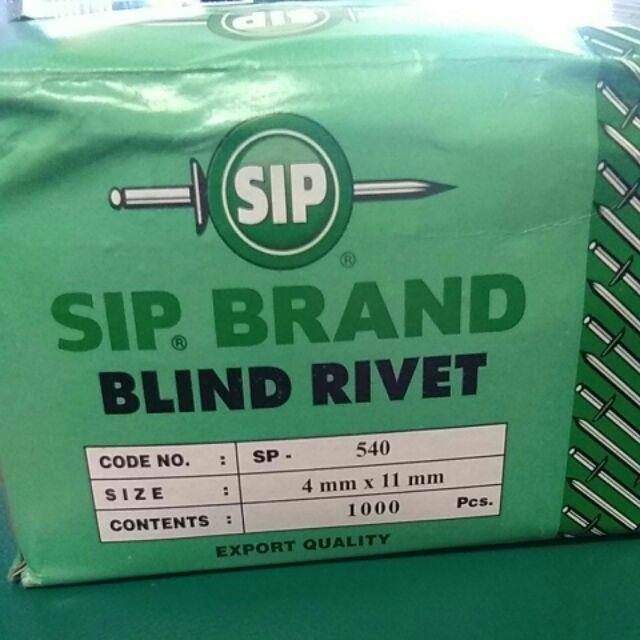 SIP
SIP
®
SIP® BRAND
BLIND RIVET
CODE NO. : SP - 540
SIZE : 4 mm x 11 mm
CONTENTS : 1000 Pcs.
EXPORT QUALITY